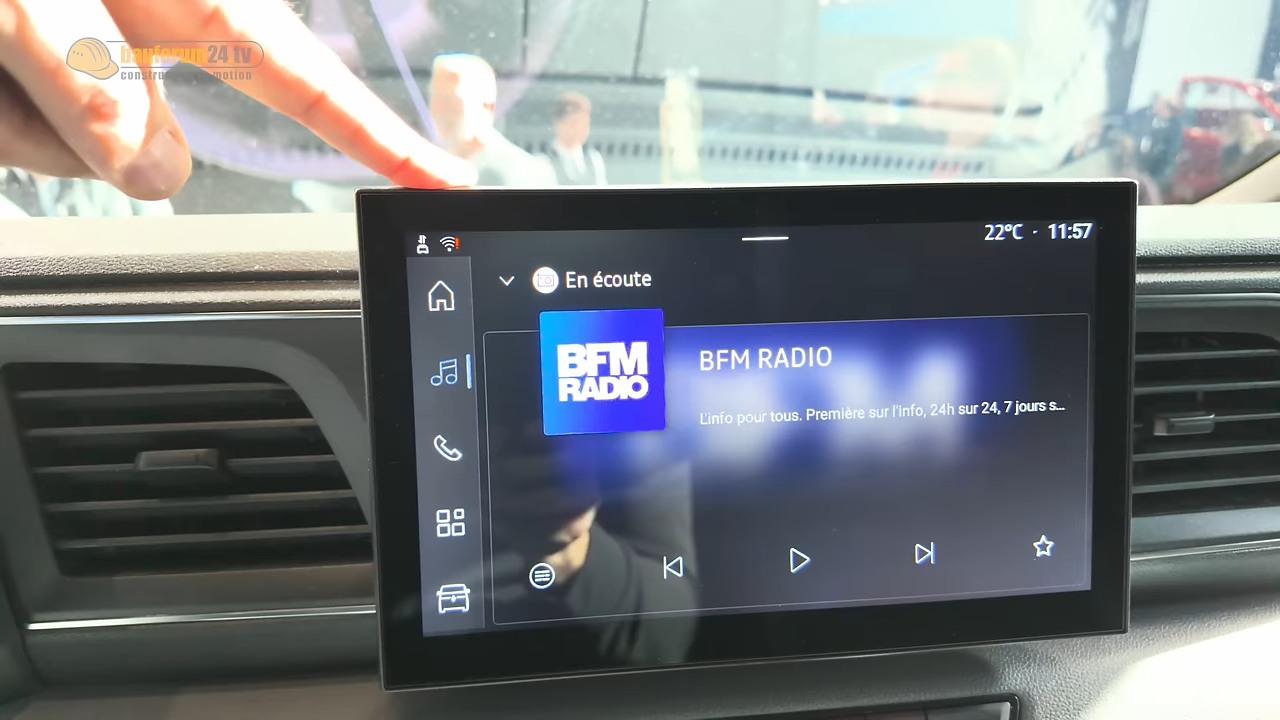 bauforum24 tv
construction in motion
22°C · 11:57
En écoute
BFM
RADIO
BFM RADIO
L'info pour tous. Première sur l'info, 24h sur 24, 7 jours s...